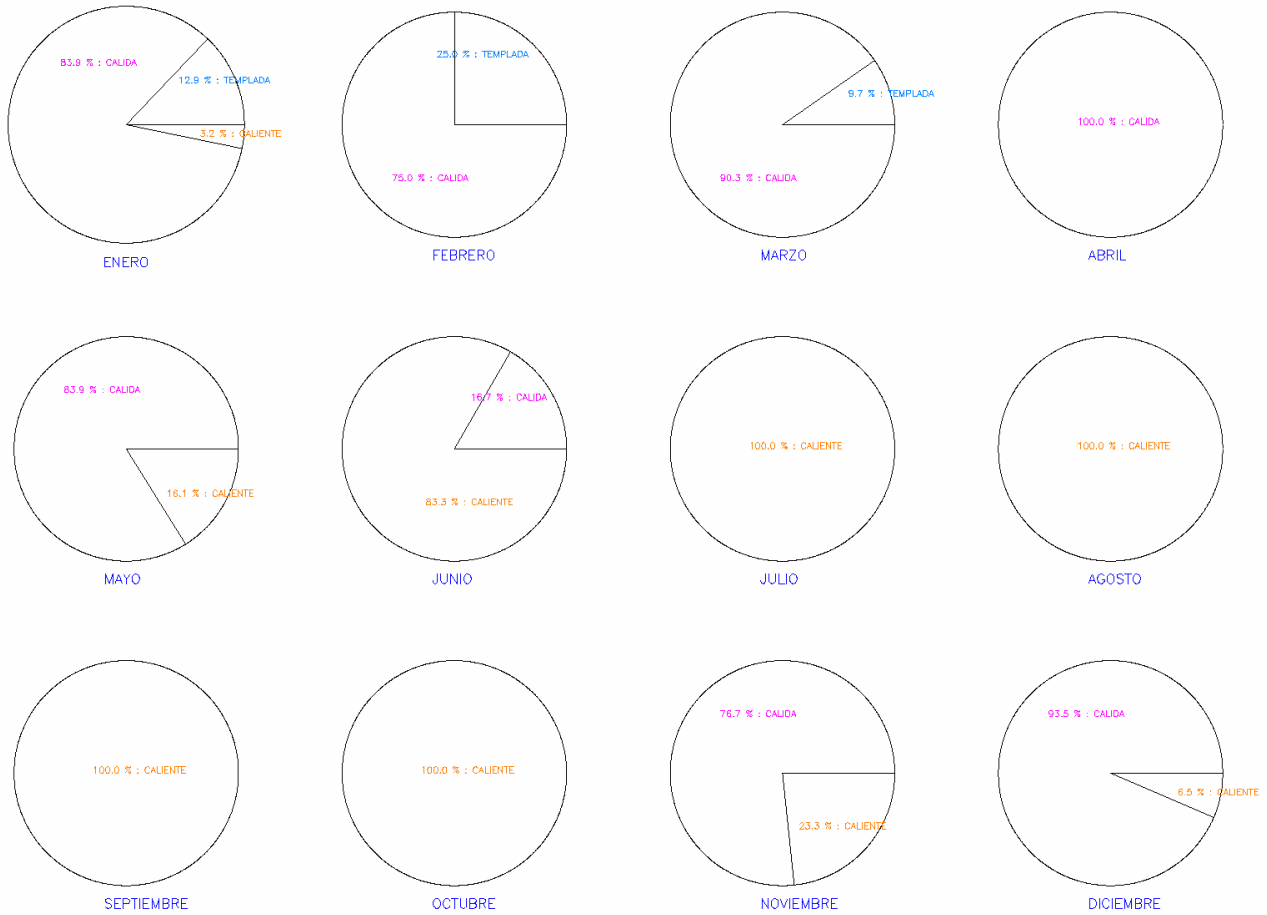 83.9 % : CALIDA
12.9 % : TEMPLADA
3.2 % : CALIENTE
ENERO
25.0 % : TEMPLADA
75.0 % : CALIDA
FEBRERO
9.7 % : TEMPLADA
90.3 % : CALIDA
MARZO
100.0 % : CALIDA
ABRIL
83.9 % : CALIDA
16.1 % : CALIENTE
MAYO
16.7 % : CALIDA
83.3 % : CALIENTE
JUNIO
100.0 % : CALIENTE
JULIO
100.0 % : CALIENTE
AGOSTO
100.0 % : CALIENTE
SEPTIEMBRE
100.0 % : CALIENTE
OCTUBRE
76.7 % : CALIDA
23.3 % : CALIENTE
NOVIEMBRE
93.5 % : CALIDA
6.5 % : CALIENTE
DICIEMBRE